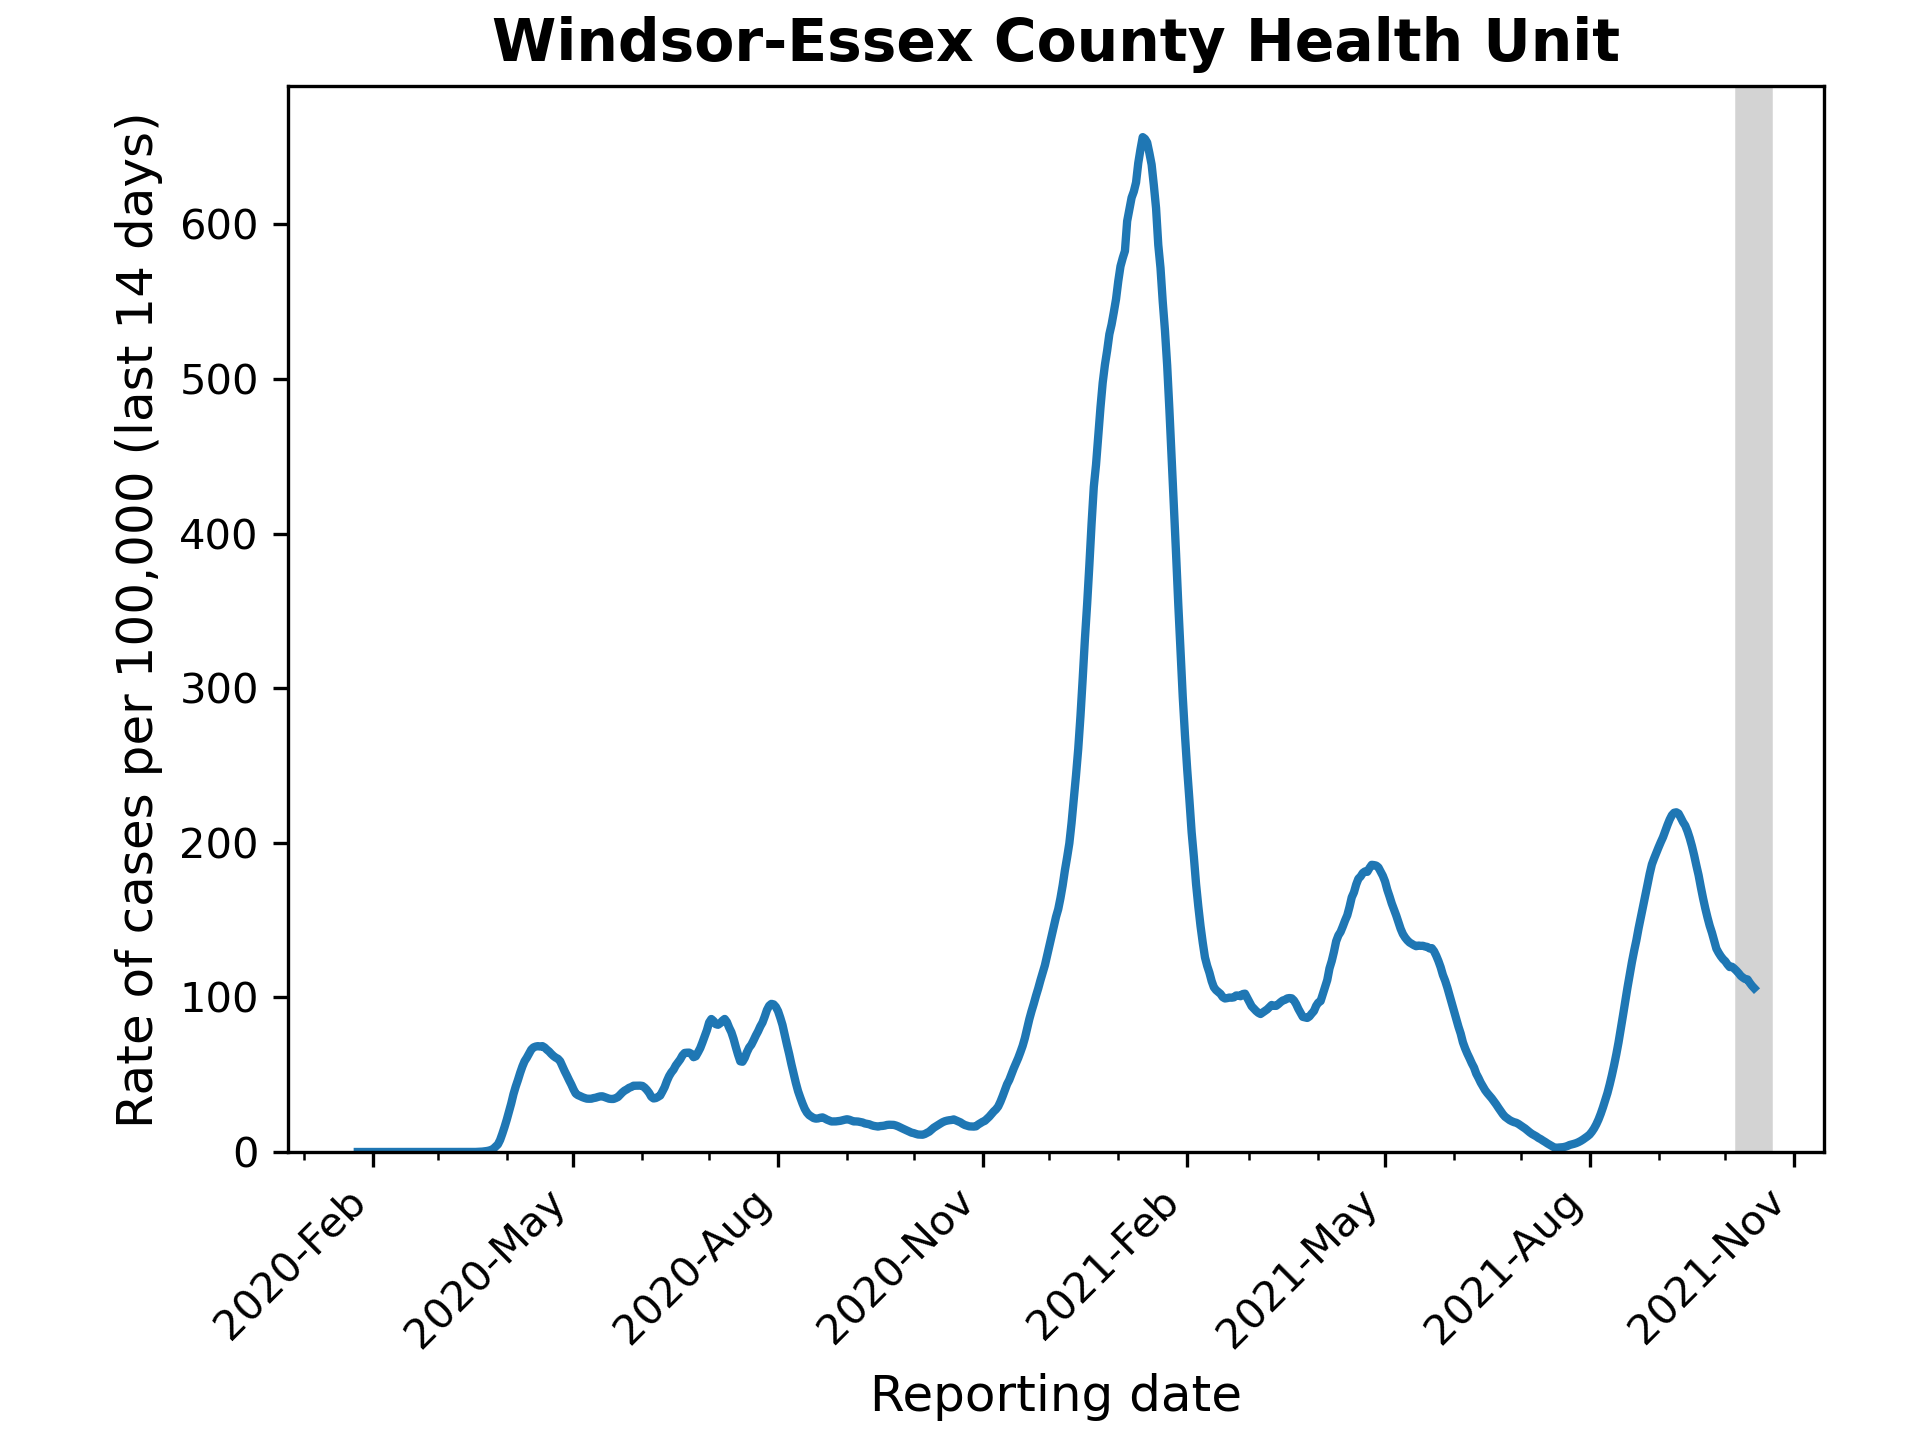 Windsor-Essex County Health Unit
Rate of cases per 100,000 (last 14 days)
600
500
400
300
200
100
0
2020-Feb
2020-May
2020-Aug
2020-Nov
2021-Feb
2021-May
2021-Aug
2021-Nov
Reporting date